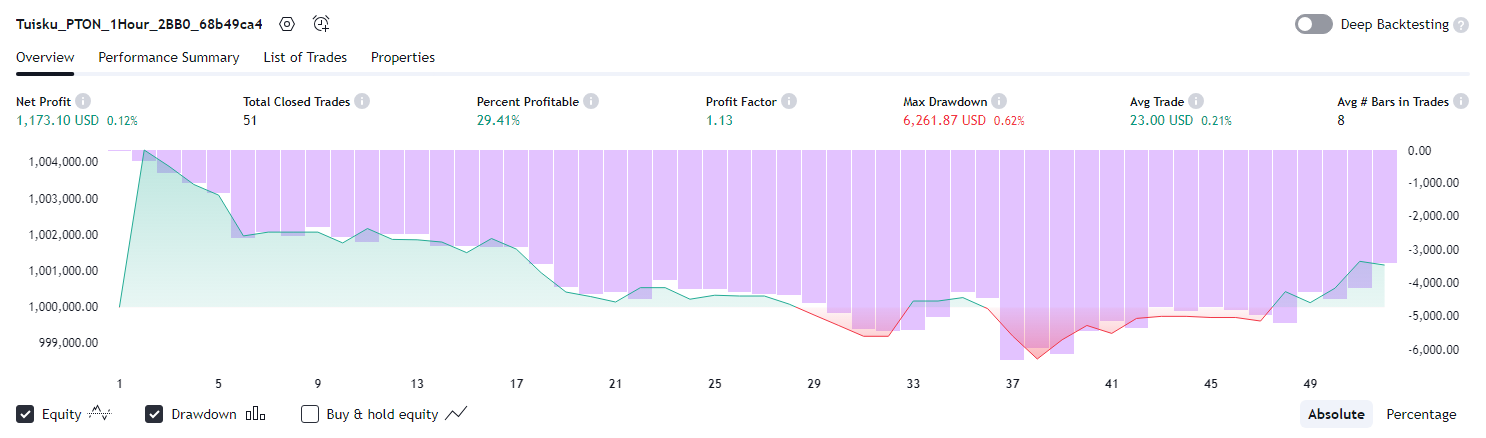 Tuisku_PTON_1Hour_2BB0_68b49ca4 Deep Backtesting ?
Overview Performance Summary List of Trades Properties
Net Profit i Total Closed Trades i Percent Profitable i Profit Factor i Max Drawdown i Avg Trade i Avg # Bars in Trades i
1,173.10 USD 0.12% 51 29.41% 1.13 6,261.87 USD 0.62% 23.00 USD 0.21% 8
1,004,000.00 0.00
1,003,000.00 -1,000.00
1,002,000.00 -2,000.00
1,001,000.00 -3,000.00
1,000,000.00 -4,000.00
999,000.00 -5,000.00
-6,000.00
1 5 9 13 17 21 25 29 33 37 41 45 49
Equity Drawdown Buy & hold equity Absolute Percentage